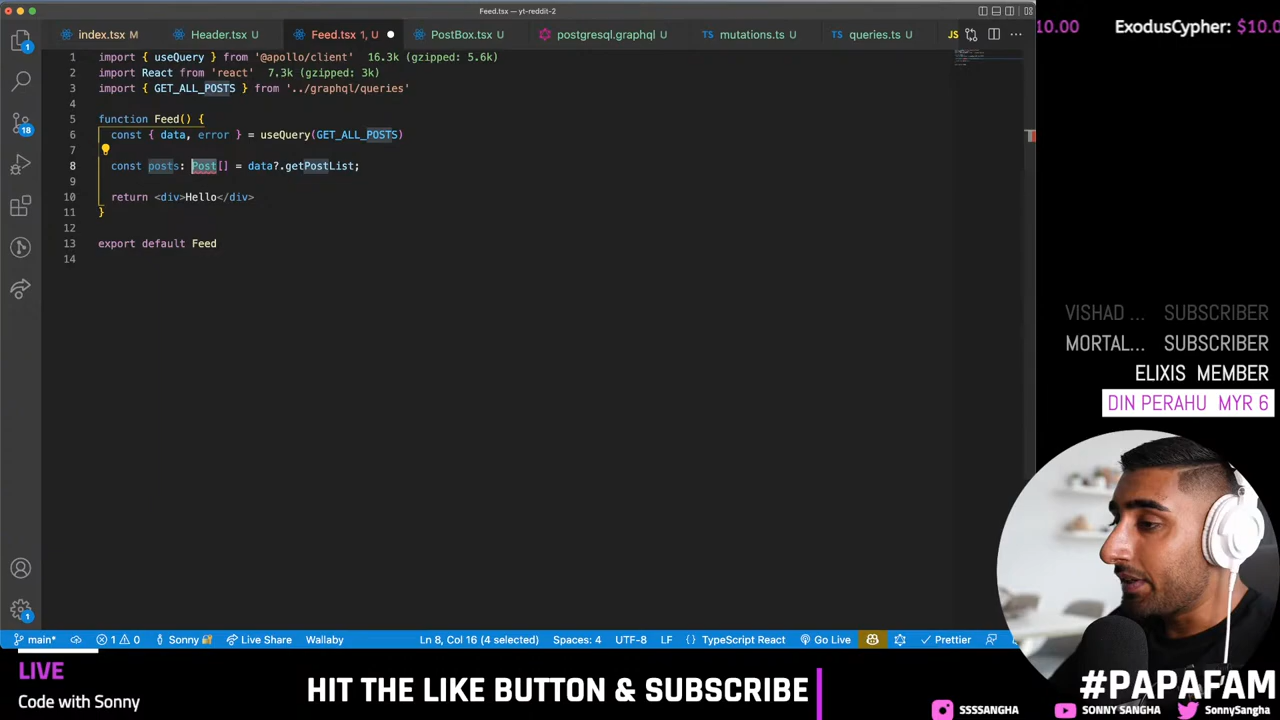 Feed.tsx — yt-reddit-2
index.tsx M
Header.tsx U
Feed.tsx 1, U
PostBox.tsx U
postgresql.graphql U
mutations.ts U
queries.ts U
JS
10.00
ExodusCypher: $10.0
1 import { useQuery } from '@apollo/client' 16.3k (gzipped: 5.6k)
2 import React from 'react' 7.3k (gzipped: 3k)
3 import { GET_ALL_POSTS } from '../graphql/queries'
4
5 function Feed() {
6 const { data, error } = useQuery(GET_ALL_POSTS)
7
8 const posts: Post[] = data?.getPostList;
9
10 return <div>Hello</div>
11 }
12
13 export default Feed
14
1
18
1
VISHAD ... SUBSCRIBER
MORTAL... SUBSCRIBER
ELIXIS MEMBER
DIN PERAHU MYR 6
main* 1 0 Sonny Live Share Wallaby Ln 8, Col 16 (4 selected) Spaces: 4 UTF-8 LF {} TypeScript React Go Live Prettier
LIVE
Code with Sonny
HIT THE LIKE BUTTON & SUBSCRIBE
#PAPAFAM
SSSSANGHA SONNY SANGHA SonnySangha